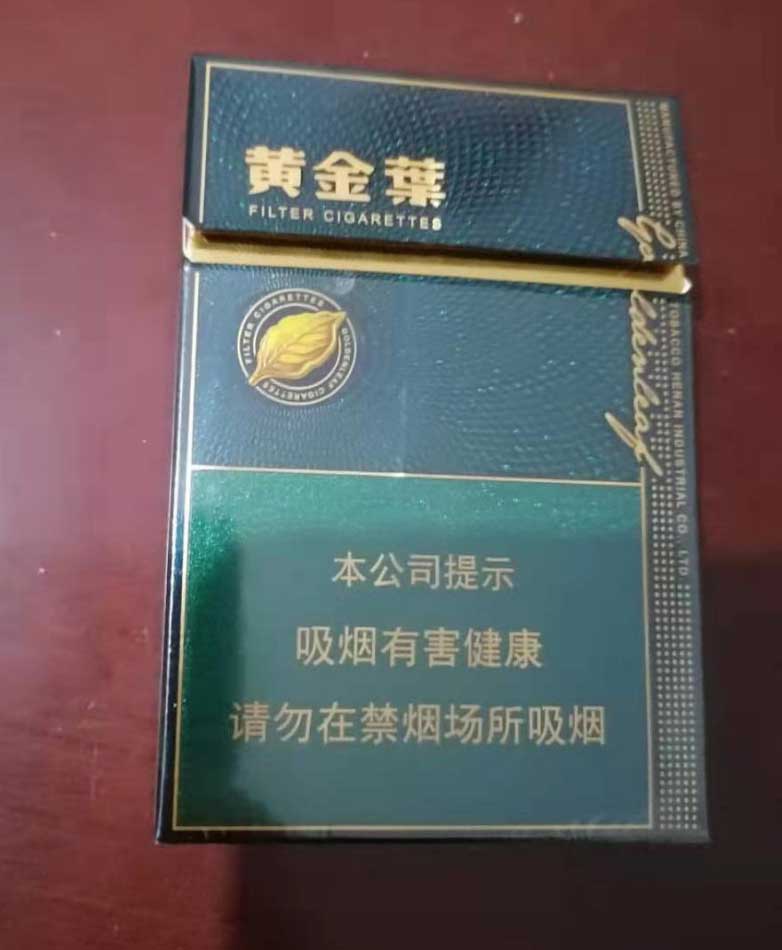 黄金葉
FILTER CIGARETTES
FILTER CIGARETTES
GOLDENLEAF CIGARETTES
Goldenleaf
MANUFACTURED BY CHINA TOBACCO HENAN INDUSTRIAL CO., LTD
本公司提示
吸烟有害健康
请勿在禁烟场所吸烟